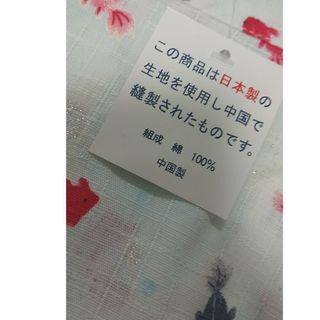 この商品は日本製の
生地を使用し中国で
縫製されたものです。
組成 綿 100%
中国製